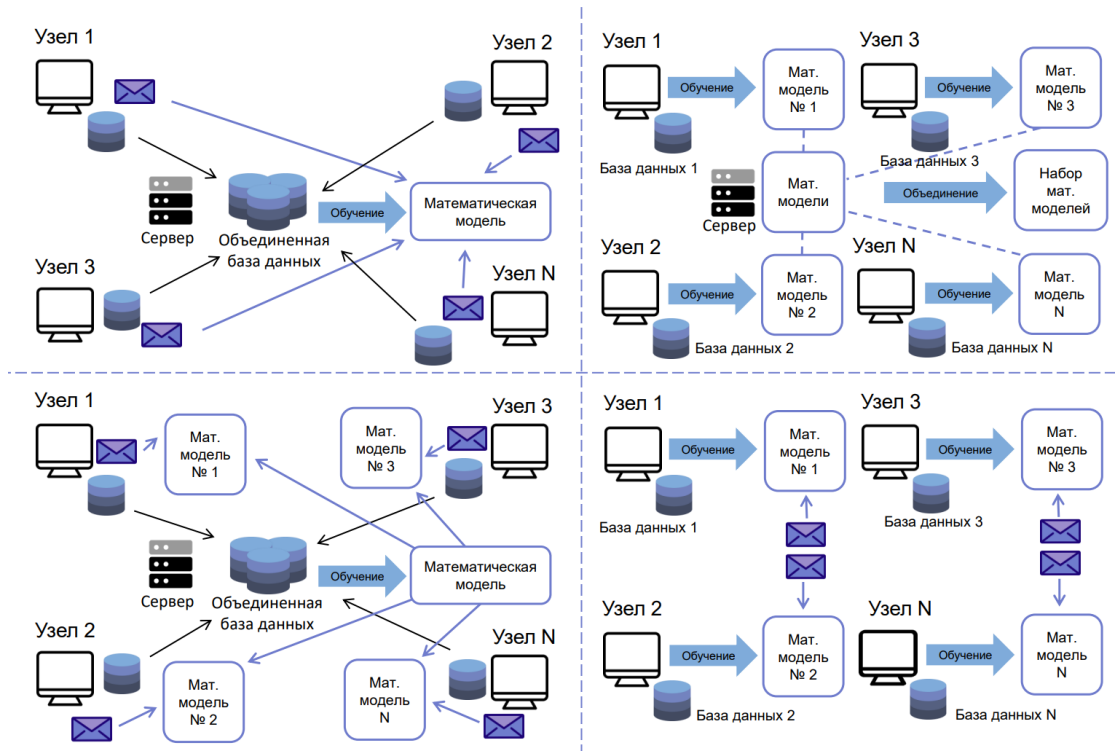 Узел 1
Узел 2
Сервер
Объединенная
база данных
Обучение
Математическая
модель
Узел 3
Узел N
Узел 1
Обучение
Мат.
модель
№ 1
База данных 1
Узел 3
Обучение
Мат.
модель
№ 3
База данных 3
Сервер
Мат.
модели
Объединение
Набор
мат.
моделей
Узел 2
Обучение
Мат.
модель
№ 2
База данных 2
Узел N
Обучение
Мат.
модель
N
База данных N
Узел 1
Мат.
модель
№ 1
Мат.
модель
№ 3
Узел 3
Сервер
Объединенная
база данных
Обучение
Математическая
модель
Узел 2
Мат.
модель
№ 2
Мат.
модель
N
Узел N
Узел 1
Обучение
Мат.
модель
№ 1
База данных 1
Узел 3
Обучение
Мат.
модель
№ 3
База данных 3
Узел 2
Обучение
Мат.
модель
№ 2
База данных 2
Узел N
Обучение
Мат.
модель
N
База данных N